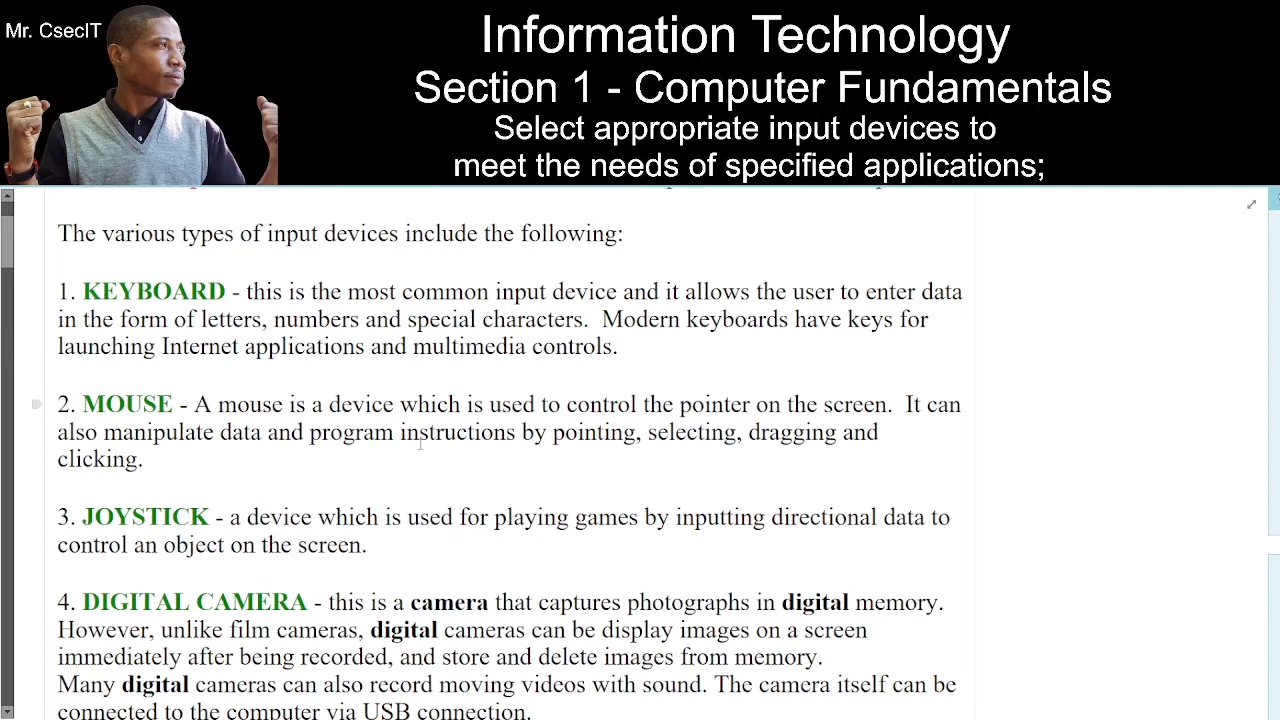 Mr. CsecIT
Information Technology
Section 1 - Computer Fundamentals
Select appropriate input devices to
meet the needs of specified applications;
The various types of input devices include the following:
1. KEYBOARD - this is the most common input device and it allows the user to enter data
in the form of letters, numbers and special characters.  Modern keyboards have keys for
launching Internet applications and multimedia controls.
2. MOUSE - A mouse is a device which is used to control the pointer on the screen.  It can
also manipulate data and program instructions by pointing, selecting, dragging and
clicking.
3. JOYSTICK - a device which is used for playing games by inputting directional data to
control an object on the screen.
4. DIGITAL CAMERA - this is a camera that captures photographs in digital memory.
However, unlike film cameras, digital cameras can be display images on a screen
immediately after being recorded, and store and delete images from memory.
Many digital cameras can also record moving videos with sound. The camera itself can be
connected to the computer via USB connection.